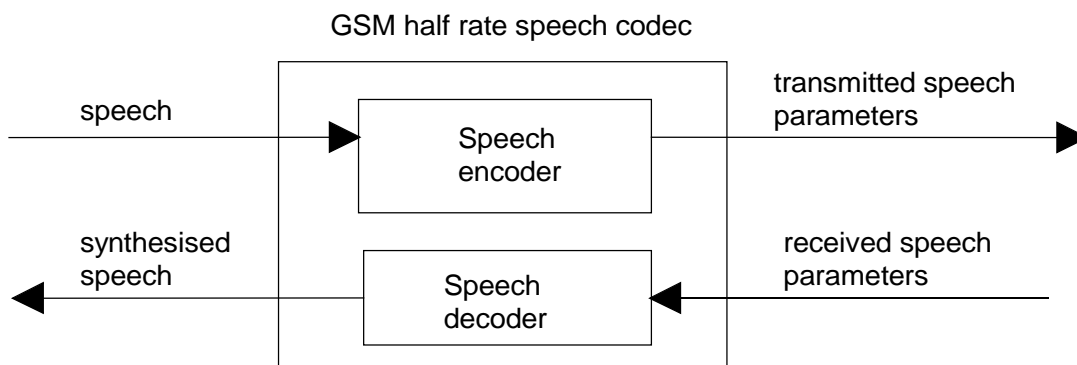 GSM half rate speech codec
speech
transmitted speech
parameters
Speech
encoder
synthesised
speech
received speech
parameters
Speech
decoder